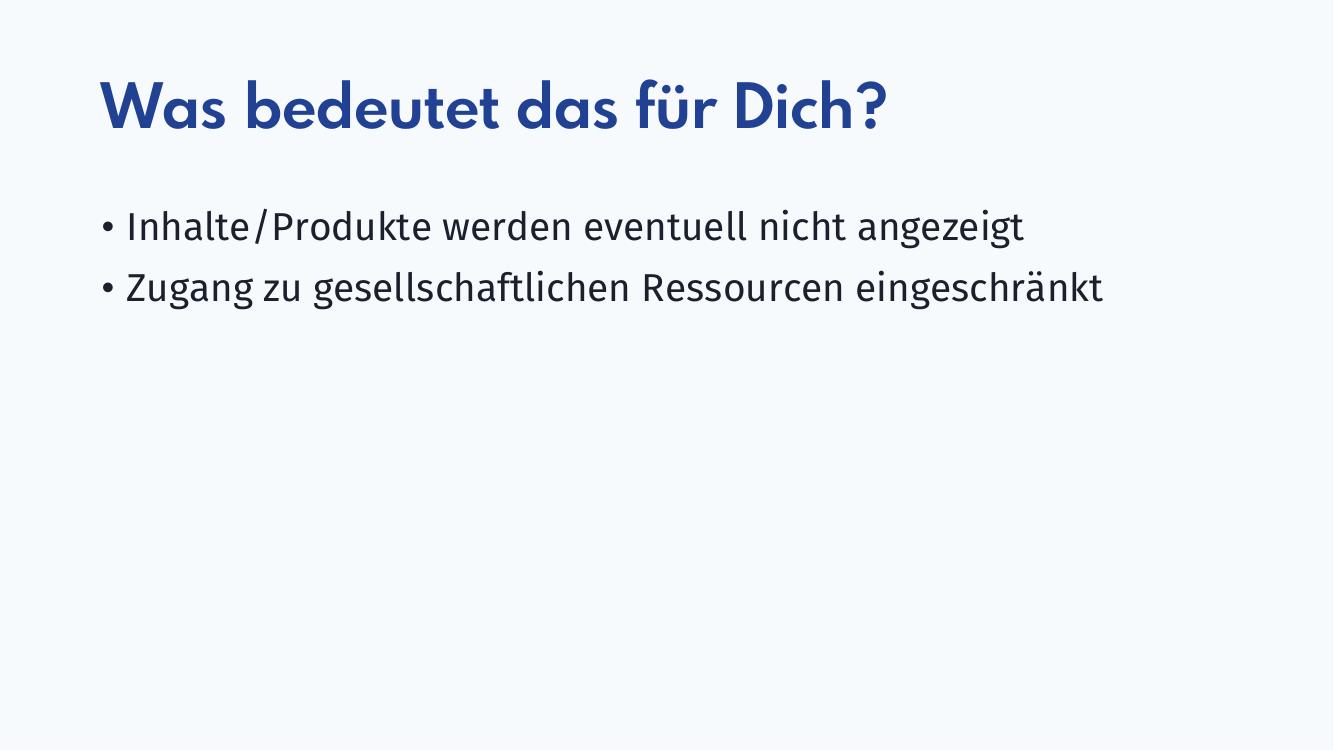 Was bedeutet das für Dich?
• Inhalte/Produkte werden eventuell nicht angezeigt
• Zugang zu gesellschaftlichen Ressourcen eingeschränkt